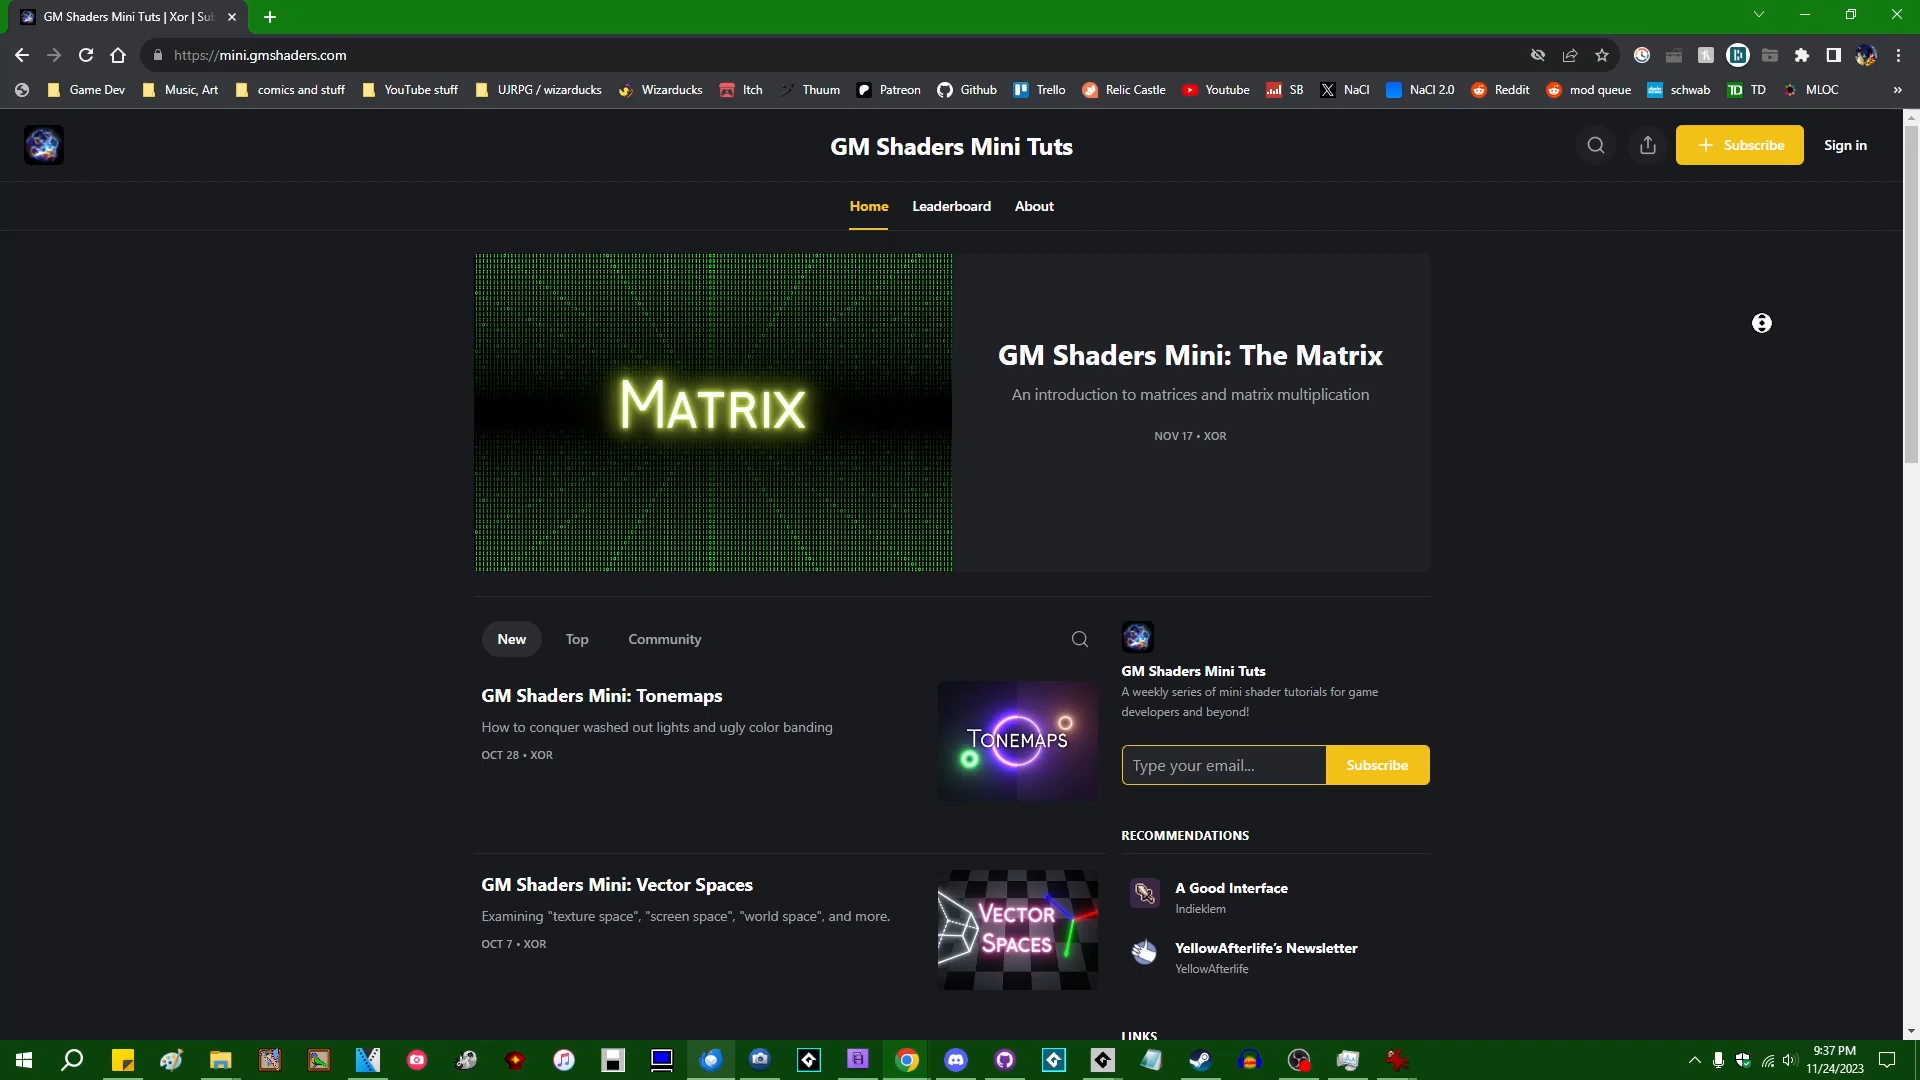 GM Shaders Mini Tuts | Xor | Sub
https://mini.gmshaders.com
Game Dev
Music, Art
comics and stuff
YouTube stuff
UJRPG / wizarducks
Wizarducks
Itch
Thuum
Patreon
Github
Trello
Relic Castle
Youtube
SB
NaCl
NaCl 2.0
Reddit
mod queue
schwab
TD
MLOC
GM Shaders Mini Tuts
Subscribe
Sign in
Home
Leaderboard
About
MATRIX
GM Shaders Mini: The Matrix
An introduction to matrices and matrix multiplication
NOV 17 • XOR
New
Top
Community
GM Shaders Mini: Tonemaps
How to conquer washed out lights and ugly color banding
OCT 28 • XOR
TONEMAPS
GM Shaders Mini: Vector Spaces
Examining "texture space", "screen space", "world space", and more.
OCT 7 • XOR
VECTOR
SPACES
GM Shaders Mini Tuts
A weekly series of mini shader tutorials for game
developers and beyond!
Type your email...
Subscribe
RECOMMENDATIONS
A Good Interface
Indieklem
YellowAfterlife’s Newsletter
YellowAfterlife
LINKS
9:37 PM
11/24/2023